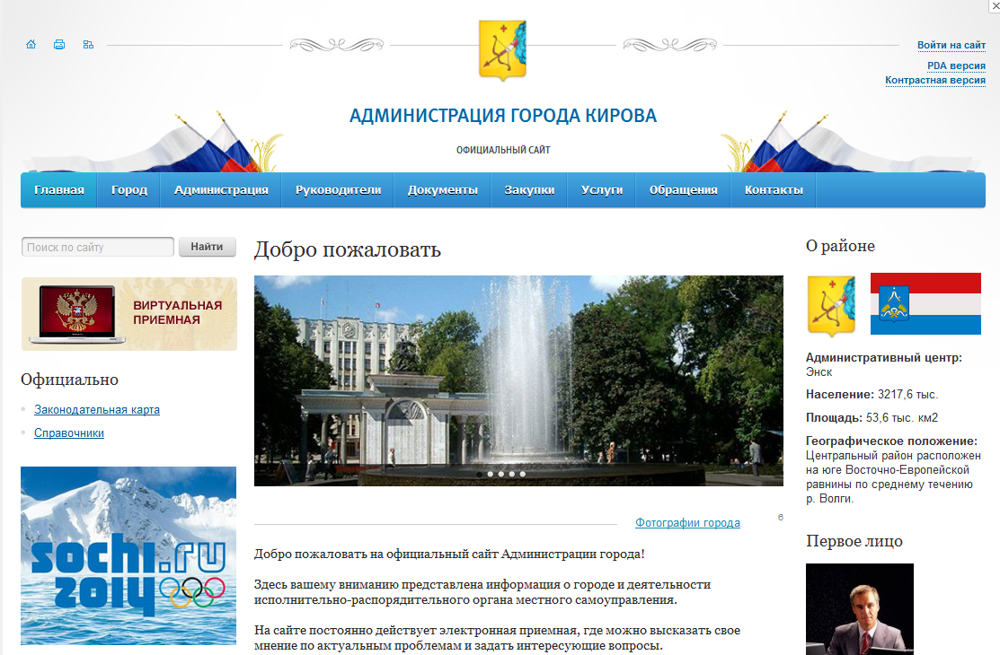 Войти на сайт
PDA версия
Контрастная версия
АДМИНИСТРАЦИЯ ГОРОДА КИРОВА
ОФИЦИАЛЬНЫЙ САЙТ
Главная Город Администрация Руководители Документы Закупки Услуги Обращения Контакты
Поиск по сайту Найти
ВИРТУАЛЬНАЯ
ПРИЕМНАЯ
Официально
Законодательная карта
Справочники
sochi.ru
2014
Добро пожаловать
Фотографии города
6
Добро пожаловать на официальный сайт Администрации города!
Здесь вашему вниманию представлена информация о городе и деятельности
исполнительно-распорядительного органа местного самоуправления.
На сайте постоянно действует электронная приемная, где можно высказать свое
мнение по актуальным проблемам и задать интересующие вопросы.
О районе
Административный центр:
Энск
Население: 3217,6 тыс.
Площадь: 53,6 тыс. км2
Географическое положение:
Центральный район расположен
на юге Восточно-Европейской
равнины по среднему течению
р. Волги.
Первое лицо